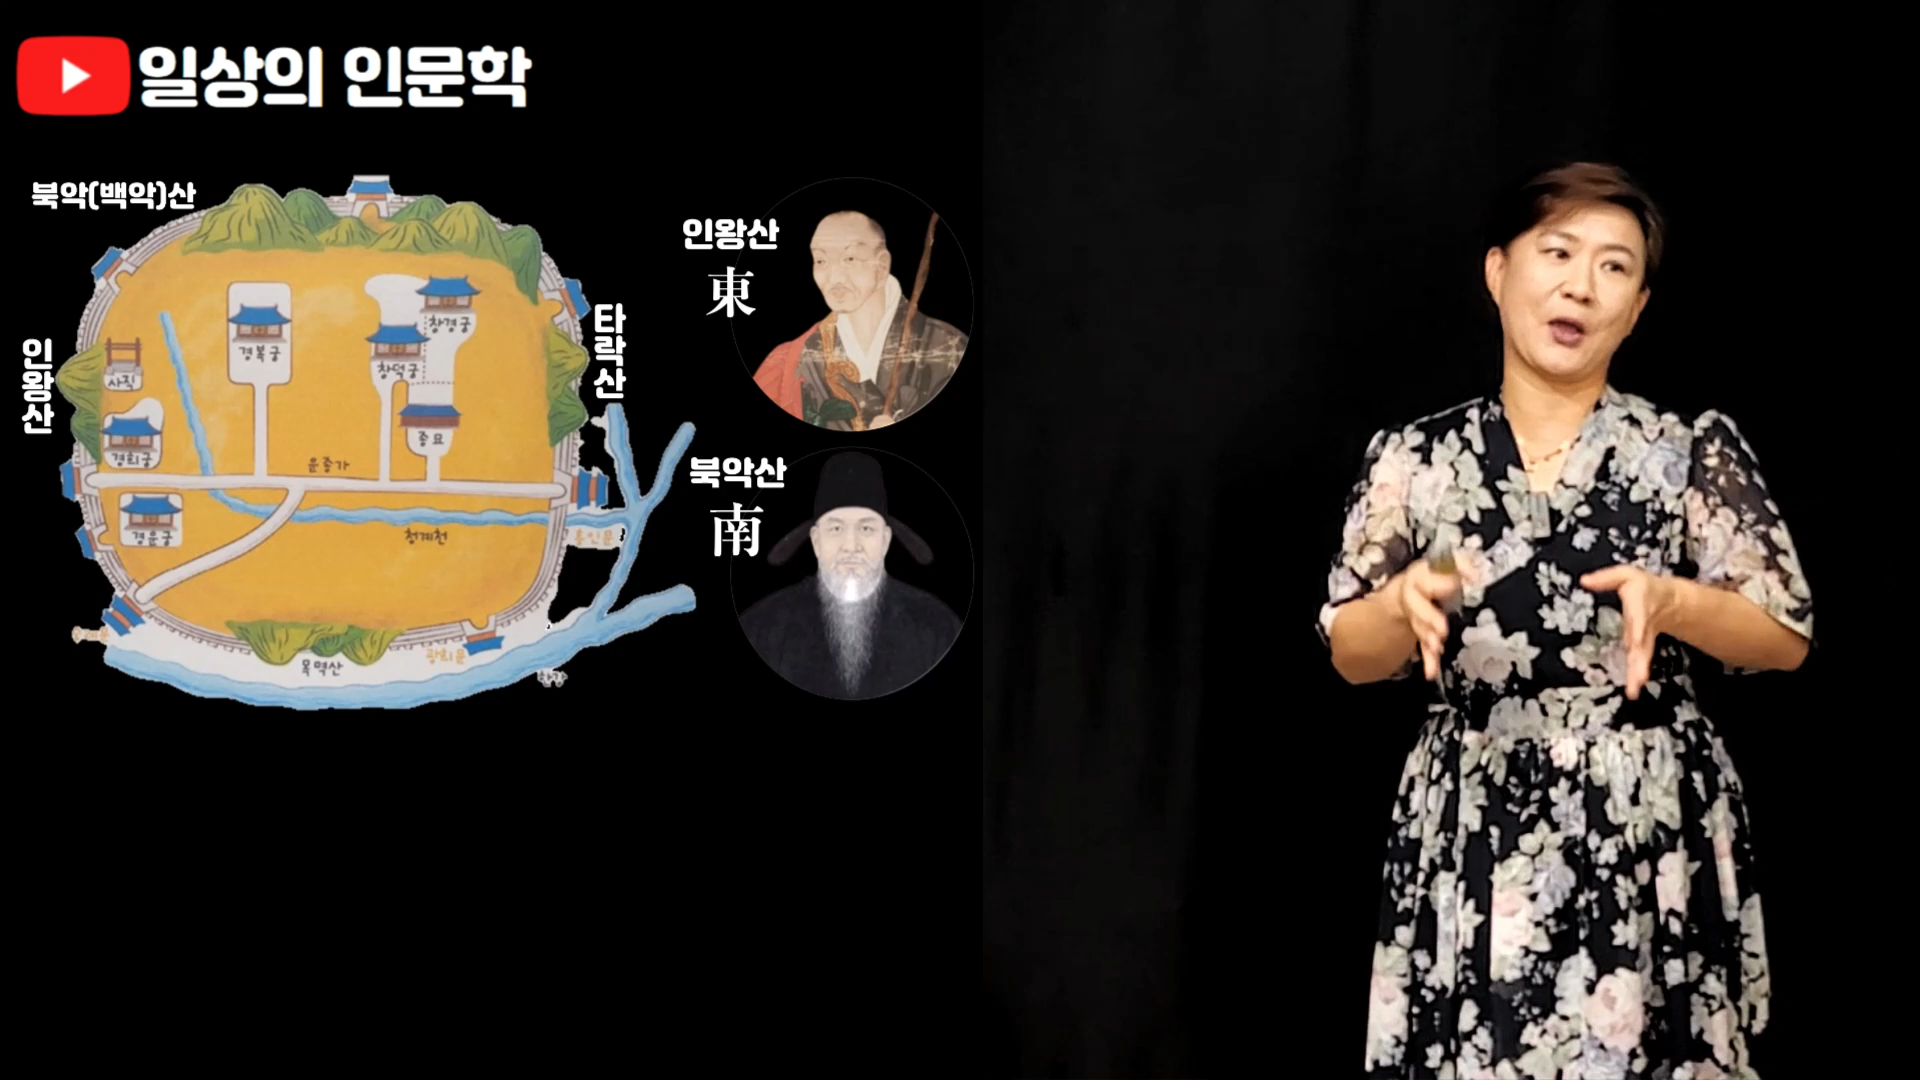 일상의 인문학
북악(백악)산
인왕산
타락산
창경궁
경복궁
창덕궁
사직
종묘
경희궁
운종가
경운궁
청계천
흥인문
목멱산
광희문
한강
인왕산
東
북악산
南